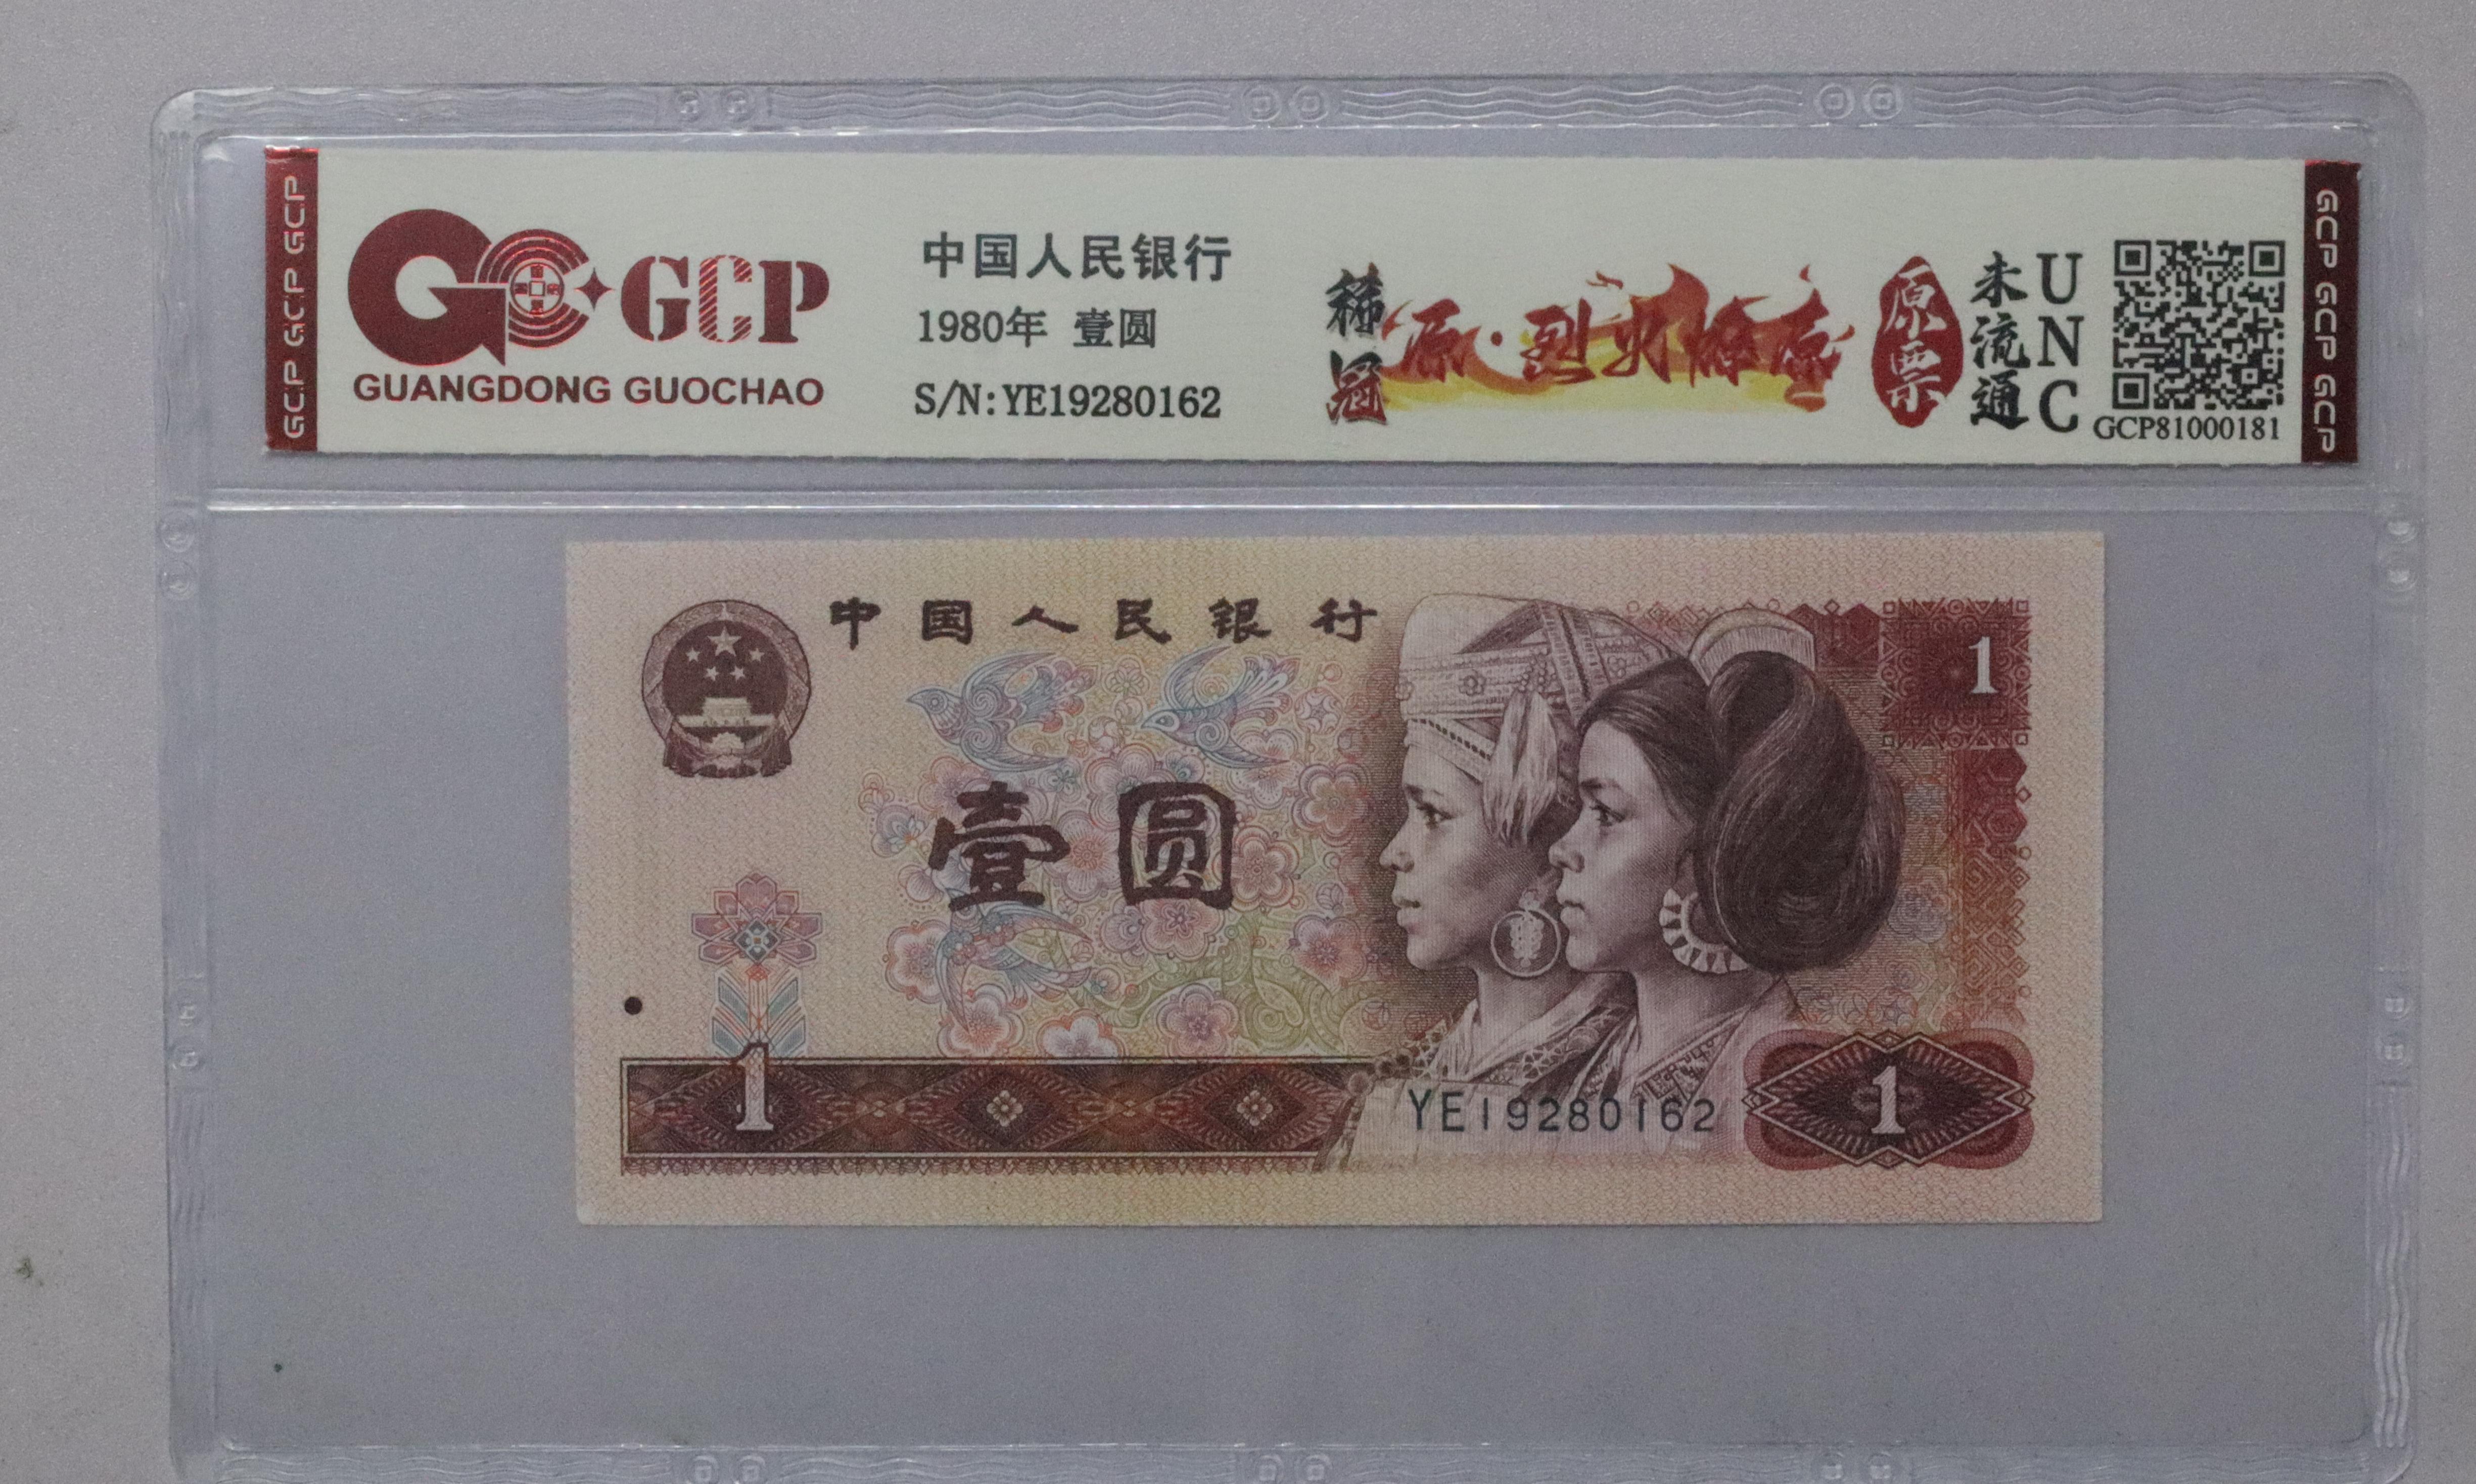 GCP GCP GCP
GCP
GUANGDONG GUOCHAO
中国人民银行
1980年 壹圆
S/N:YE19280162
稀冠
原·烈火燎原
原票
未流通
UNC
GCP81000181
GCP GCP GCP
中国人民银行
1
壹圆
1
YE19280162
1